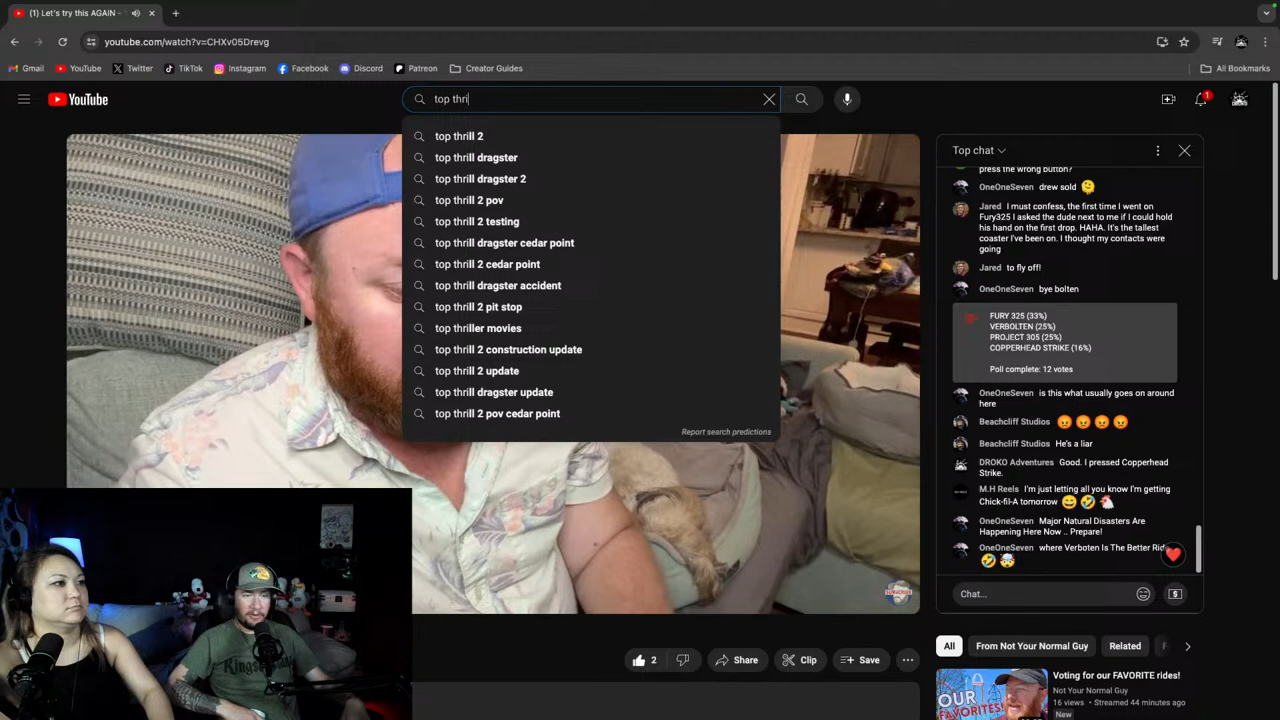 (1) Let's try this AGAIN -
youtube.com/watch?v=CHXv05Drevg
Gmail YouTube Twitter TikTok Instagram Facebook Discord Patreon Creator Guides All Bookmarks
YouTube
top thril
1
top thrill 2
top thrill dragster
top thrill dragster 2
top thrill 2 pov
top thrill 2 testing
top thrill dragster cedar point
top thrill 2 cedar point
top thrill dragster accident
top thrill 2 pit stop
top thriller movies
top thrill 2 construction update
top thrill 2 update
top thrill dragster update
top thrill 2 pov cedar point
Report search predictions
Top chat
press the wrong button?
OneOneSeven drew sold 🫠
Jared I must confess, the first time I went on
Fury325 I asked the dude next to me if I could hold
his hand on the first drop. HAHA. It's the tallest
coaster I've been on. I thought my contacts were
going
Jared to fly off!
OneOneSeven bye bolten
FURY 325 (33%)
VERBOLTEN (25%)
PROJECT 305 (25%)
COPPERHEAD STRIKE (16%)
Poll complete: 12 votes
OneOneSeven is this what usually goes on around
here
Beachcliff Studios 😡😡😡😡
Beachcliff Studios He's a liar
DROKO Adventures Good. I pressed Copperhead
Strike.
M.H Reels I'm just letting all you know I'm getting
Chick-fil-A tomorrow 😄🤣🐔
OneOneSeven Major Natural Disasters Are
Happening Here Now .. Prepare!
OneOneSeven where Verboten Is The Better Rid
🤣🤯
Chat...
2 Share Clip Save
All From Not Your Normal Guy Related
OUR
FAVORITES!
Voting for our FAVORITE rides!
Not Your Normal Guy
16 views • Streamed 44 minutes ago
New